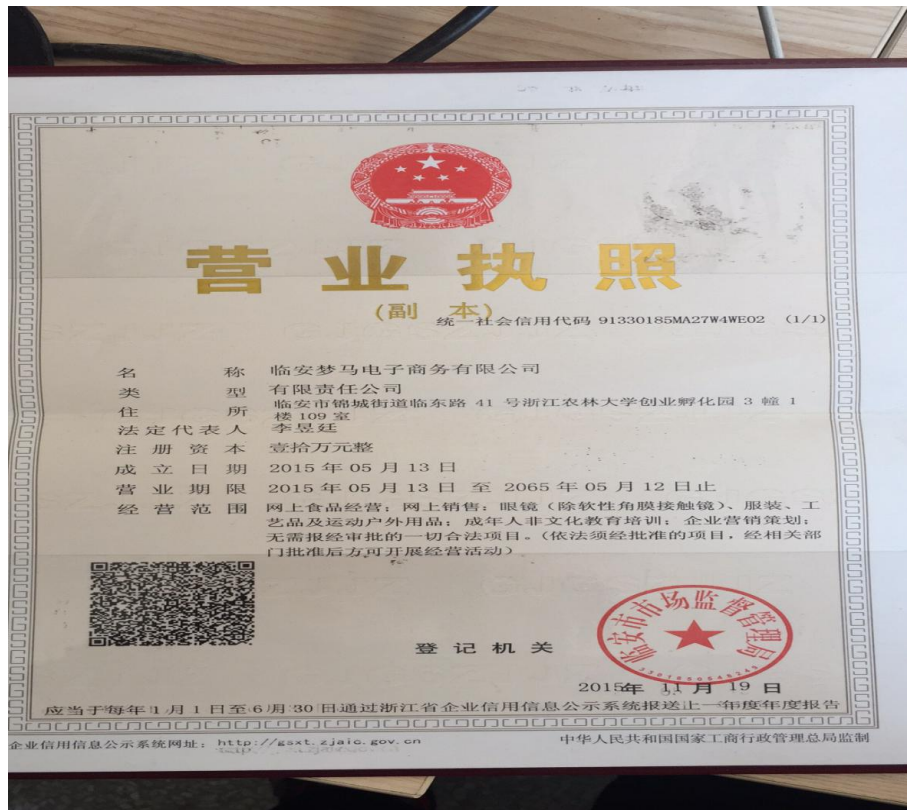 营业执照
(副 本)
统一社会信用代码 91330185MA27W4WE02 (1/1)
名 称 临安梦马电子商务有限公司
类 型 有限责任公司
住 所 临安市锦城街道临东路 41 号浙江农林大学创业孵化园 3 幢 1
楼 109 室
法定代表人 李昱廷
注 册 资 本 壹拾万元整
成 立 日 期 2015 年 05 月 13 日
营 业 期 限 2015 年 05 月 13 日 至 2065 年 05 月 12 日止
经 营 范 围 网上食品经营；网上销售：眼镜（除软性角膜接触镜）、服装、工
艺品及运动户外用品；成年人非文化教育培训；企业营销策划；
无需报经审批的一切合法项目。（依法须经批准的项目，经相关部
门批准后方可开展经营活动）
登 记 机 关
临安市市场监督管理局
2015年 11 月 19 日
应当于每年 1 月 1 日至 6 月 30 日通过浙江省企业信用信息公示系统报送上一年度年度报告
企业信用信息公示系统网址： http://gsxt.zjaic.gov.cn
中华人民共和国国家工商行政管理总局监制